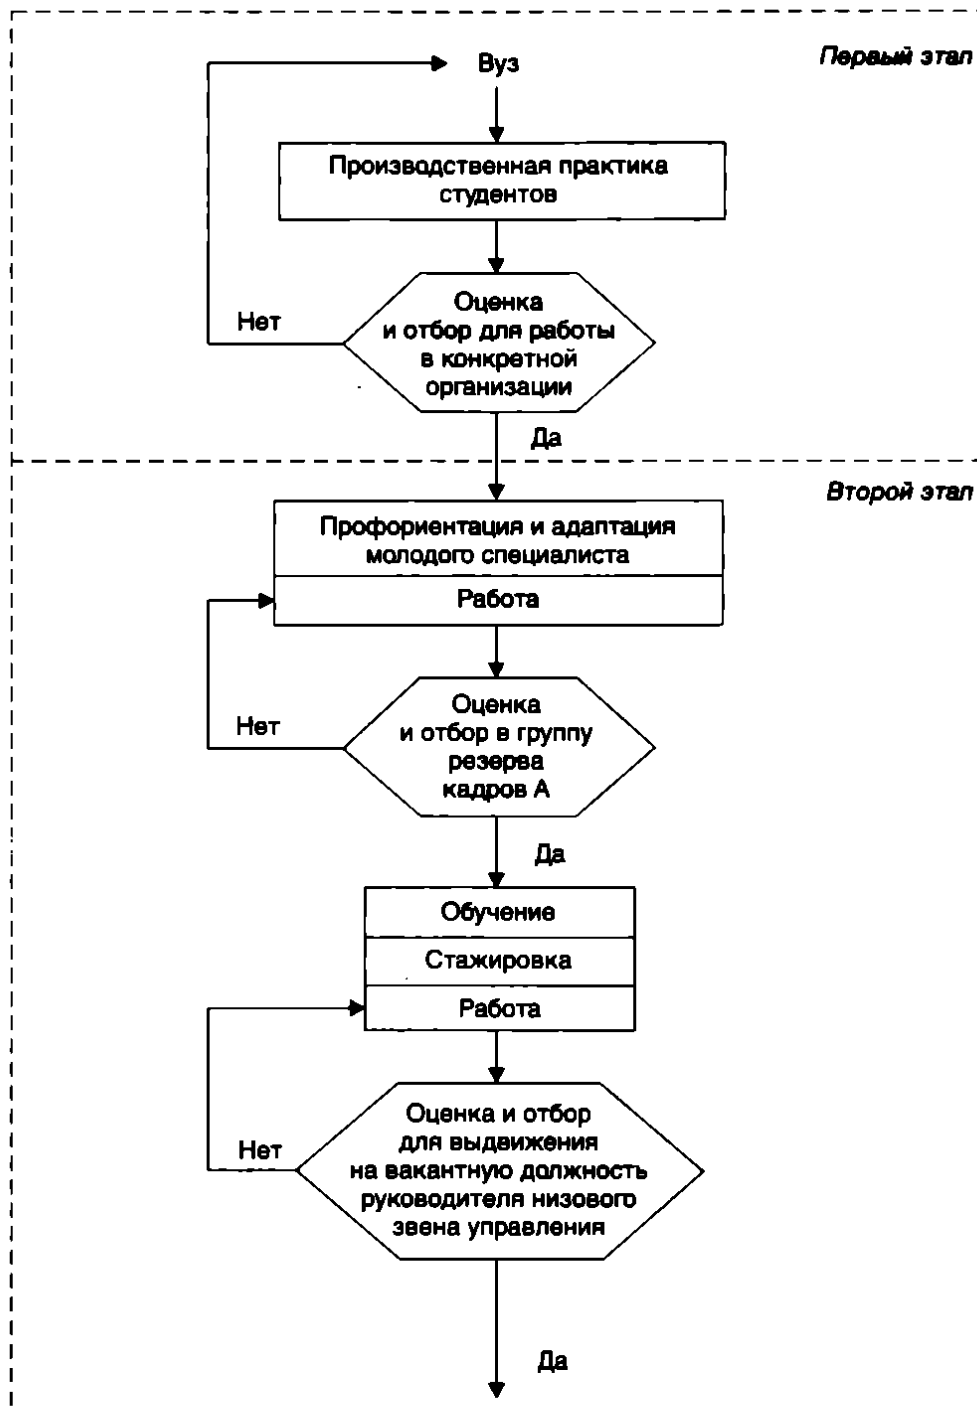 Первый этап
Вуз
Производственная практика
студентов
Оценка
и отбор для работы
в конкретной
организации
Нет
Да
Второй этап
Профориентация и адаптация
молодого специалиста
Работа
Оценка
и отбор в группу
резерва
кадров А
Нет
Да
Обучение
Стажировка
Работа
Оценка и отбор
для выдвижения
на вакантную должность
руководителя низового
звена управления
Нет
Да